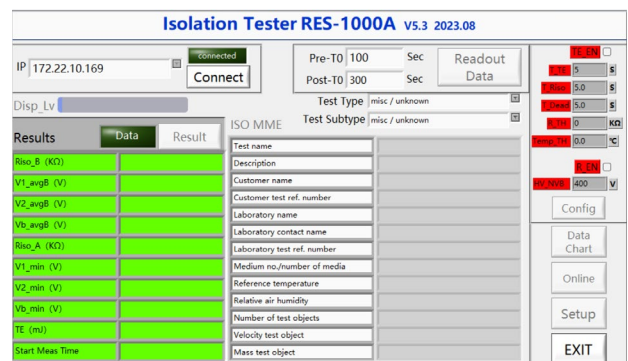 Isolation Tester RES-1000A V5.3 2023.08
IP 172.22.10.169
connected
Connect
Pre-T0 100 Sec
Post-T0 300 Sec
Readout Data
TE_EN
T_TE 5 S
T_Riso 5.0 S
T_Dead 5.0 S
R_TH 0 KΩ
Temp_TH 0.0 ℃
R_EN
HV_NVB 400 V
Config
Disp_Lv
Test Type misc / unknown
Test Subtype misc / unknown
ISO MME
Results
Data
Result
Riso_B (KΩ)
V1_avgB (V)
V2_avgB (V)
Vb_avgB (V)
Riso_A (KΩ)
V1_min (V)
V2_min (V)
Vb_min (V)
TE (mJ)
Start Meas Time
Test name
Description
Customer name
Customer test ref. number
Laboratory name
Laboratory contact name
Laboratory test ref. number
Medium no./number of media
Reference temperature
Relative air humidity
Number of test objects
Velocity test object
Mass test object
Data Chart
Online
Setup
EXIT